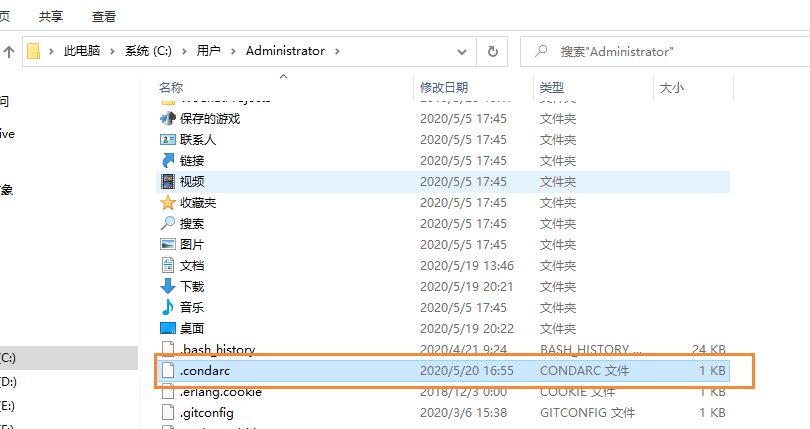 页 共享 查看
此电脑 系统 (C:) 用户 Administrator 搜索"Administrator"
名称 修改日期 类型 大小
问
保存的游戏 2020/5/5 17:45 文件夹
ive
联系人 2020/5/5 17:45 文件夹
链接 2020/5/5 17:45 文件夹
视频 2020/5/5 17:45 文件夹
象
收藏夹 2020/5/5 17:45 文件夹
搜索 2020/5/5 17:45 文件夹
图片 2020/5/5 17:45 文件夹
文档 2020/5/19 13:46 文件夹
下载 2020/5/19 20:21 文件夹
音乐 2020/5/5 17:45 文件夹
桌面 2020/5/19 20:22 文件夹
.bash_history 2020/4/21 9:24 BASH_HISTORY ... 24 KB
(C:)
.condarc 2020/5/20 16:55 CONDARC 文件 1 KB
(D:)
.erlang.cookie 2018/12/3 0:00 COOKIE 文件 1 KB
(E:)
.gitconfig 2020/3/6 15:38 GITCONFIG 文件 1 KB